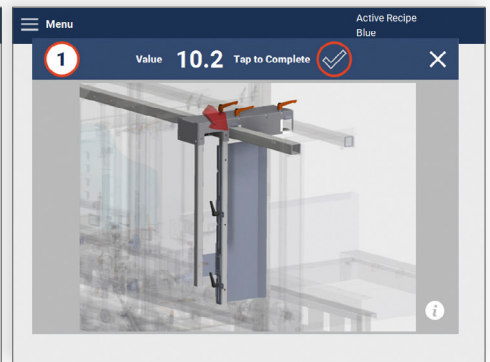 Menu
Active Recipe
Blue
1
Value 10.2 Tap to Complete
i